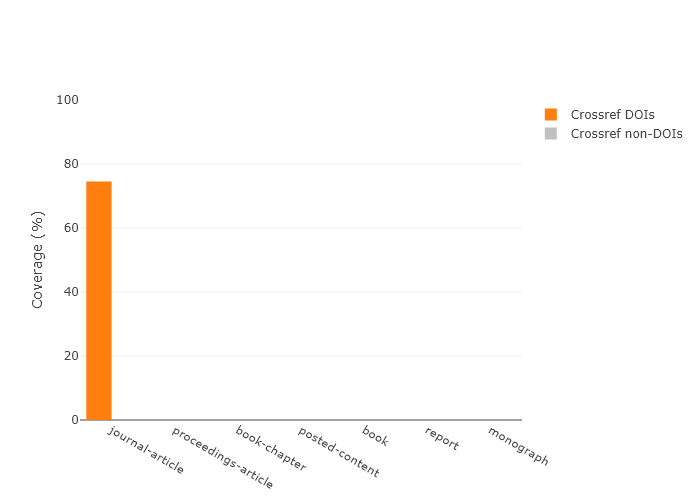 100
80
60
40
20
0
Coverage (%)
journal-article
proceedings-article
book-chapter
posted-content
book
report
monograph
Crossref DOIs
Crossref non-DOIs